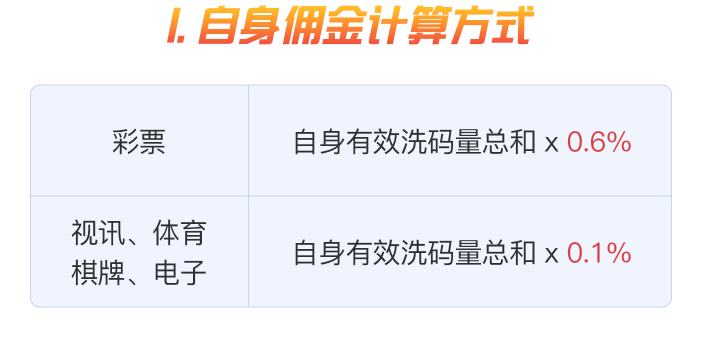 1. 自身佣金计算方式
彩票
自身有效洗码量总和 x 0.6%
视讯、体育
棋牌、电子
自身有效洗码量总和 x 0.1%